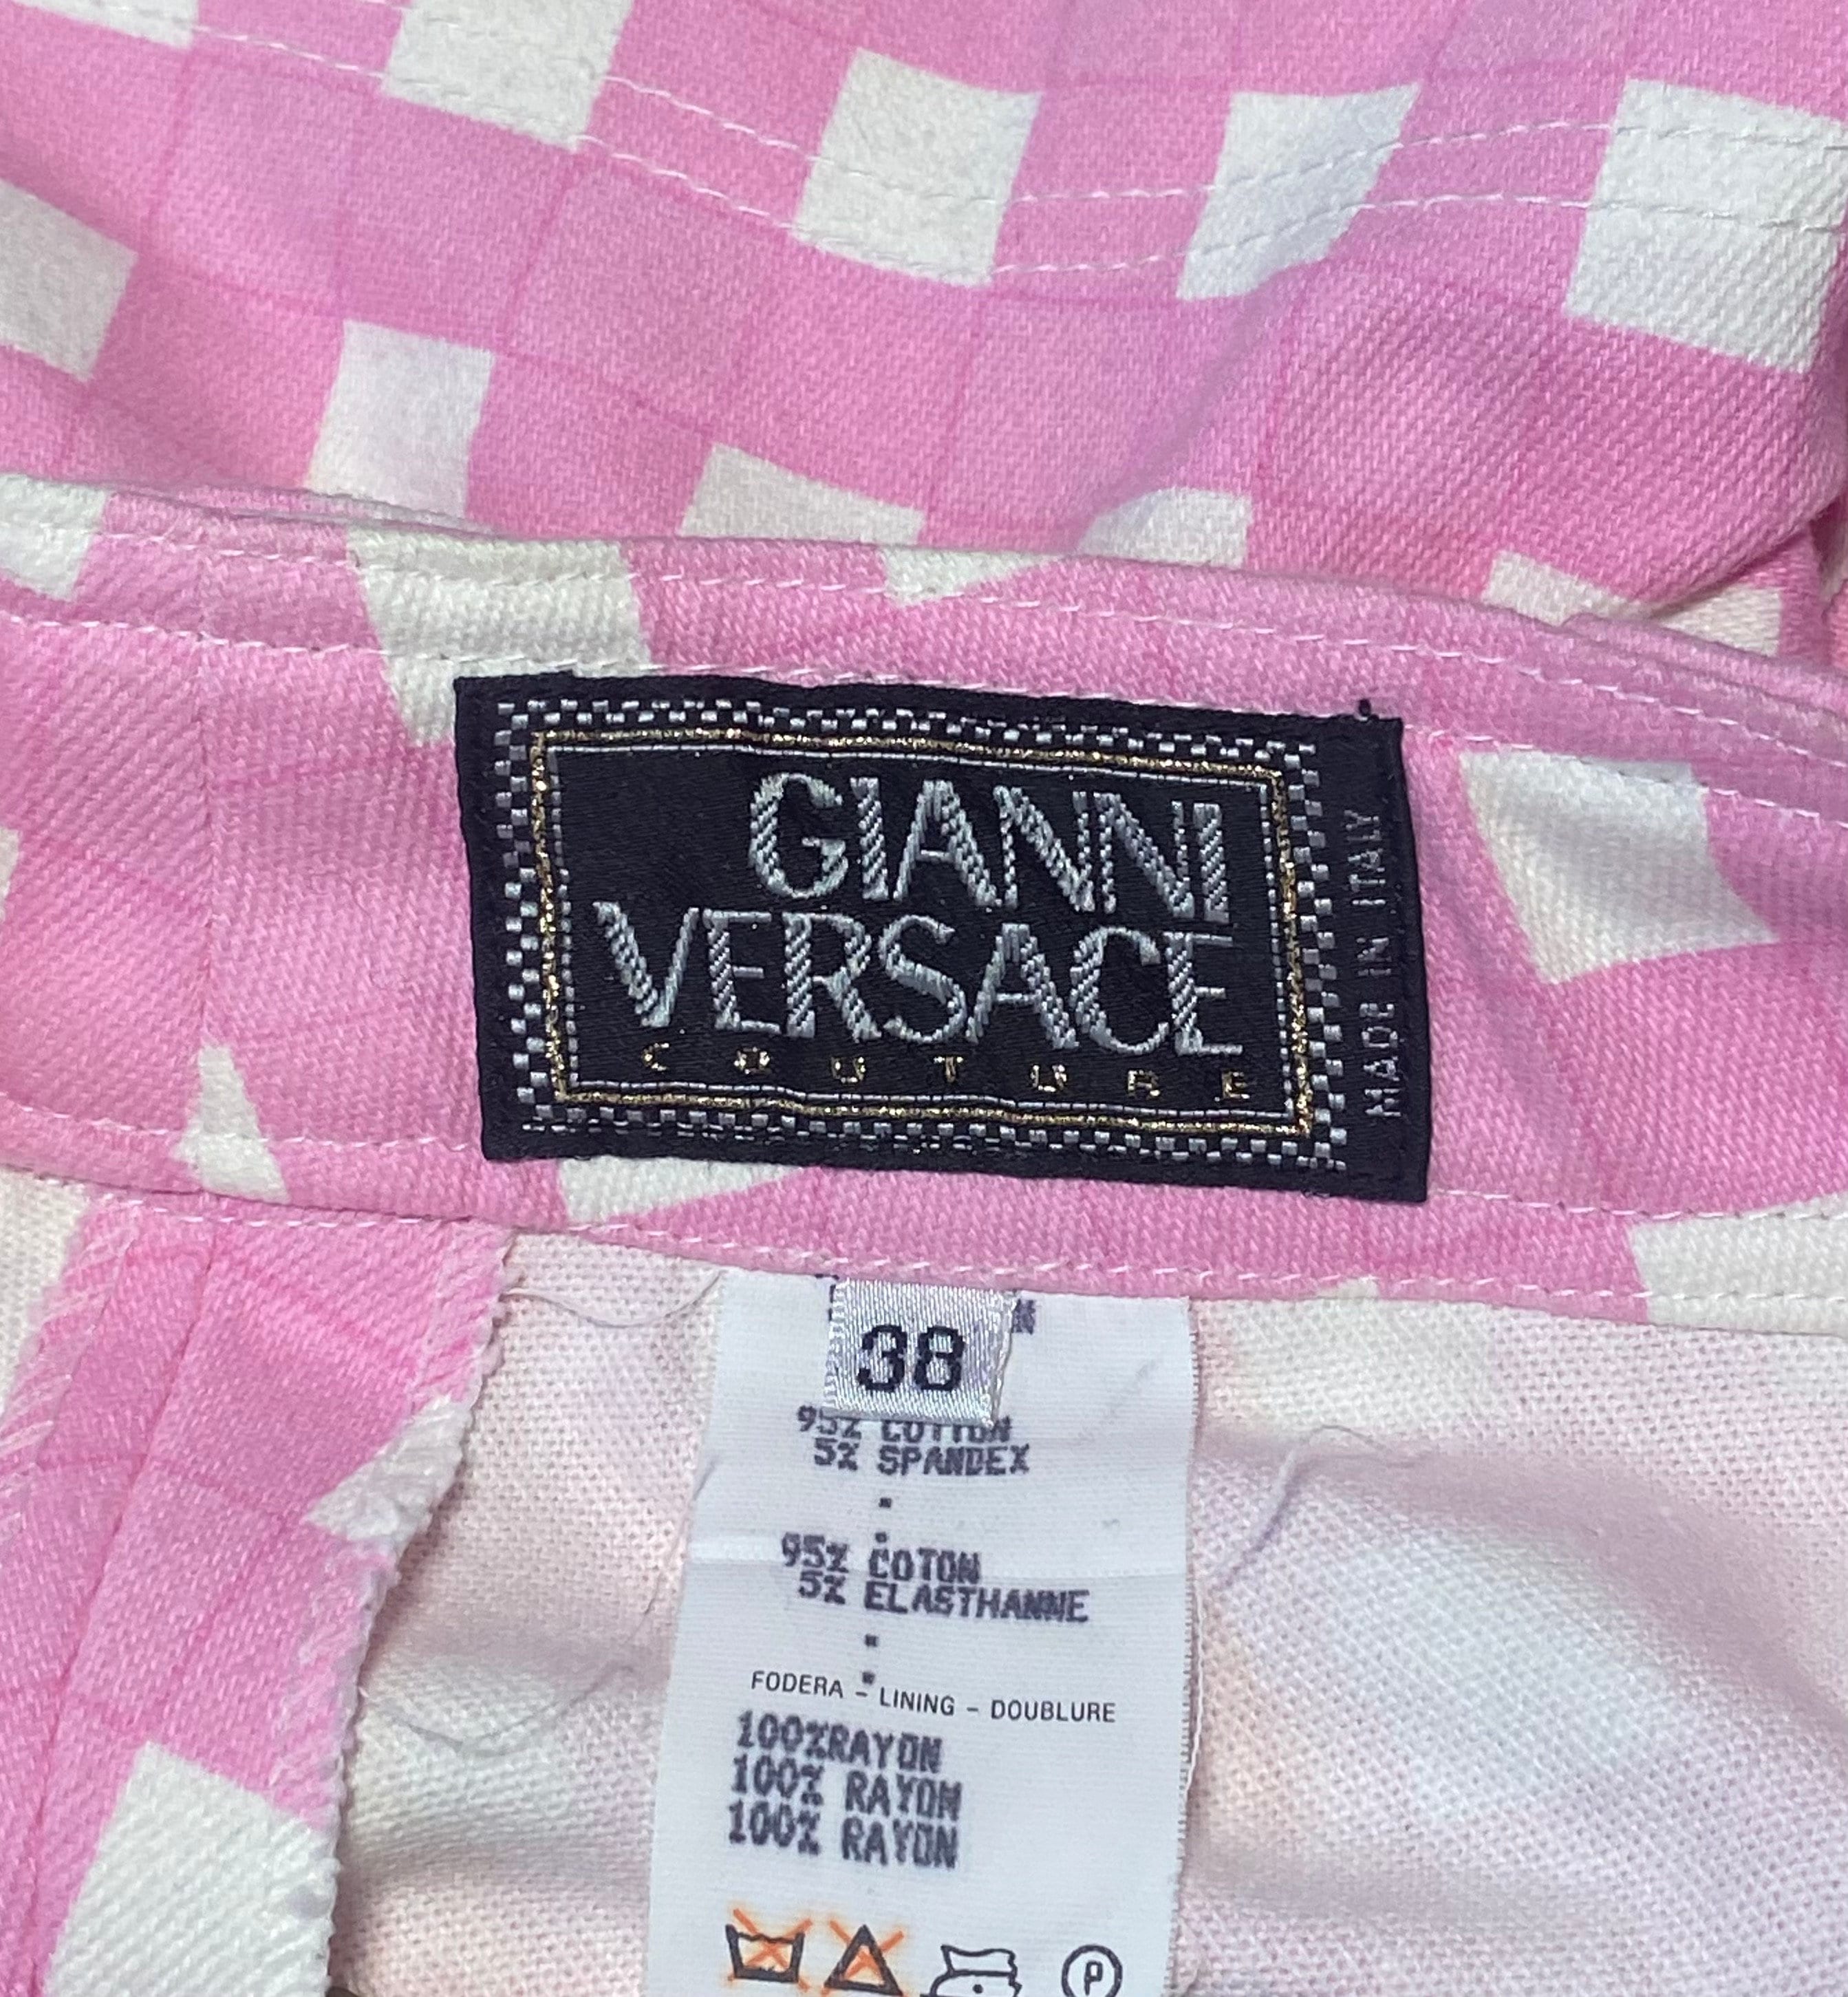 GIANNI
VERSACE
COUTURE
MADE IN ITALY
38
95% COTTON
5% SPANDEX
95% COTON
5% ELASTHANNE
FODERA - LINING - DOUBLURE
100%RAYON
100% RAYON
100% RAYON
P